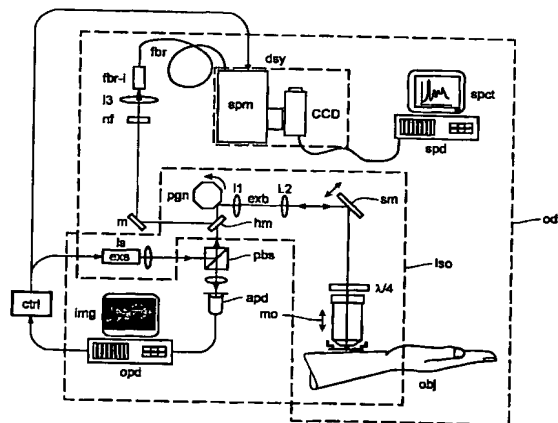 fbr
dsy
fbr-i
l3
nf
spm
CCD
spct
spd
pgn
l1
exb
L2
sm
m
hm
od
ls
exs
pbs
lso
λ/4
ctrl
img
apd
mo
opd
obj